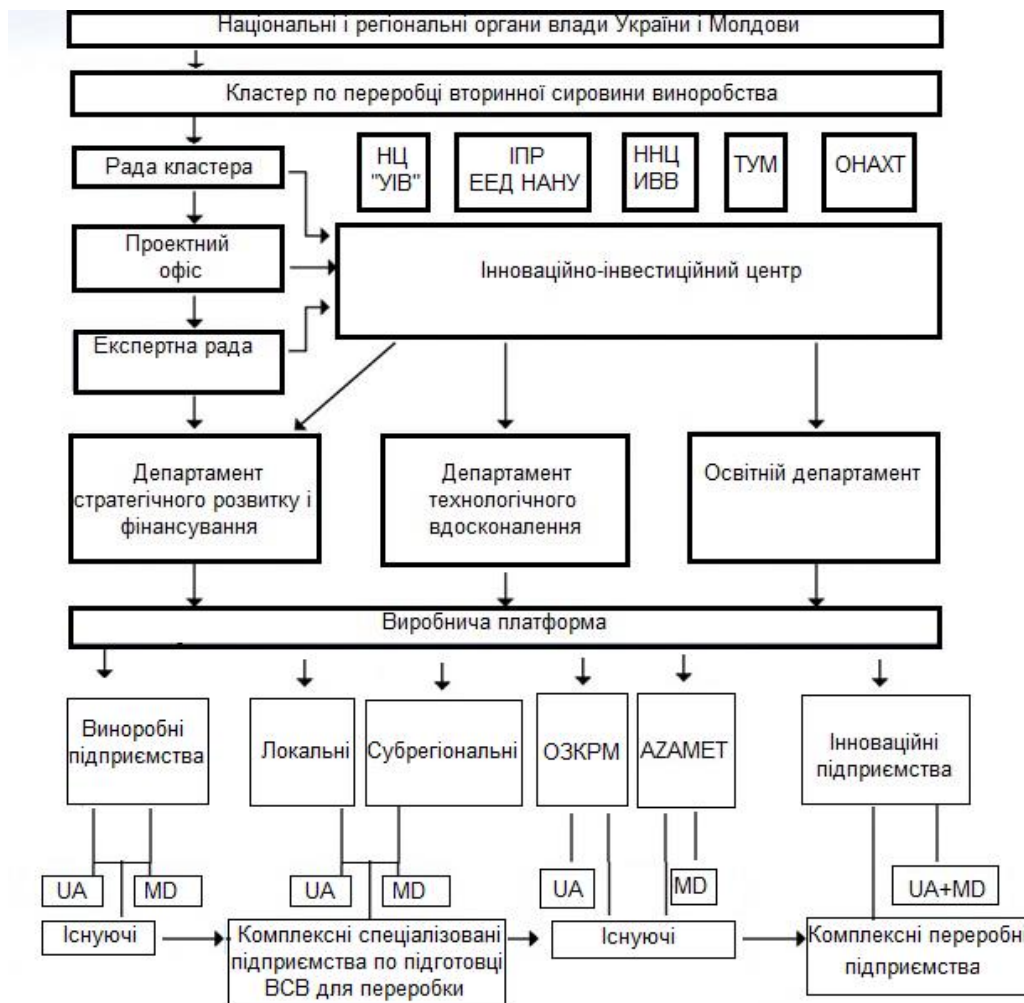 Національні і регіональні органи влади України і Молдови
Кластер по переробці вторинної сировини виноробства
Рада кластера
НЦ
"УІВ"
ІПР
ЕЕД НАНУ
ННЦ
ИВВ
ТУМ
ОНАХТ
Проектний
офіс
Інноваційно-інвестиційний центр
Експертна рада
Департамент
стратегічного розвитку і
фінансування
Департамент
технологічного
вдосконалення
Освітній департамент
Виробнича платформа
Виноробні
підприємства
Локальні
Субрегіональні
ОЗКРМ
AZAMET
Інноваційні
підприємства
UA
MD
UA
MD
UA
MD
UA+MD
Існуючі
Комплексні спеціалізовані
підприємства по підготовці
ВСВ для переробки
Існуючі
Комплексні переробні
підприємства